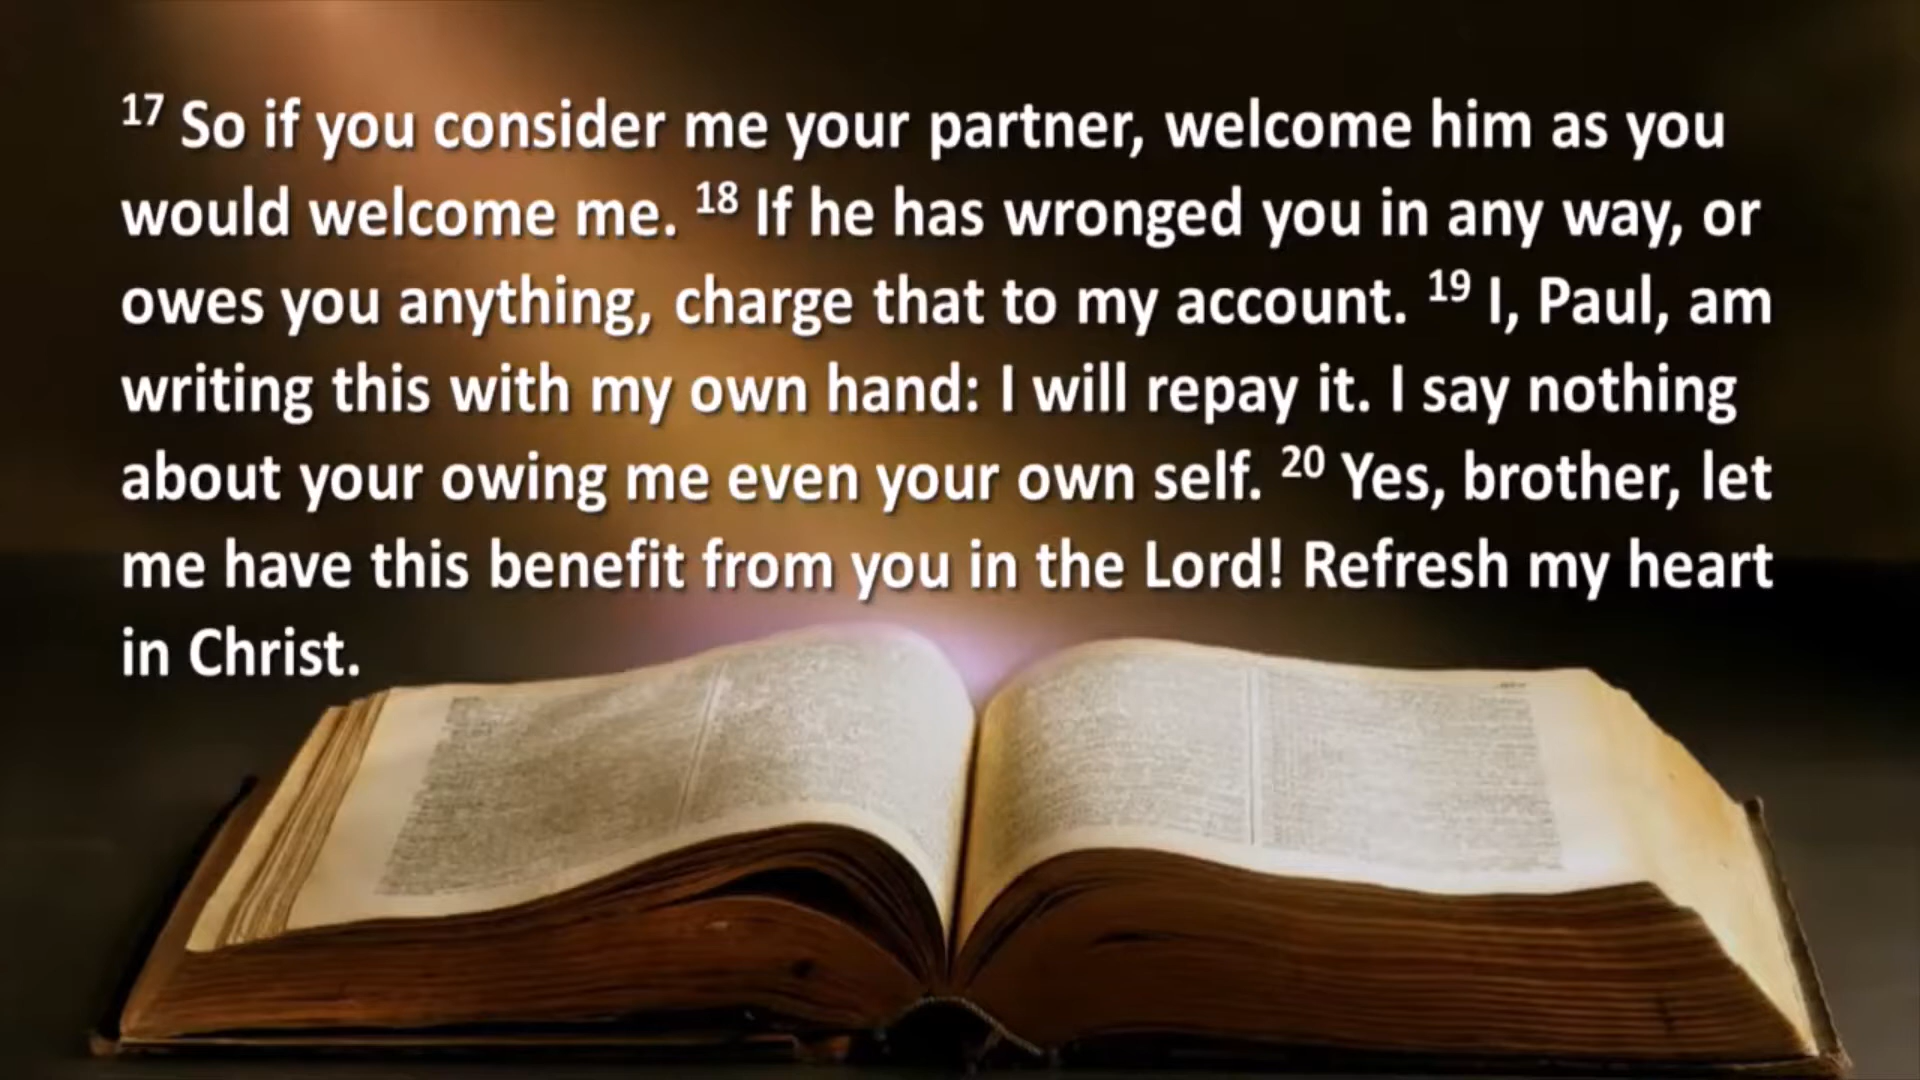 17 So if you consider me your partner, welcome him as you
would welcome me. 18 If he has wronged you in any way, or
owes you anything, charge that to my account. 19 I, Paul, am
writing this with my own hand: I will repay it. I say nothing
about your owing me even your own self. 20 Yes, brother, let
me have this benefit from you in the Lord! Refresh my heart
in Christ.